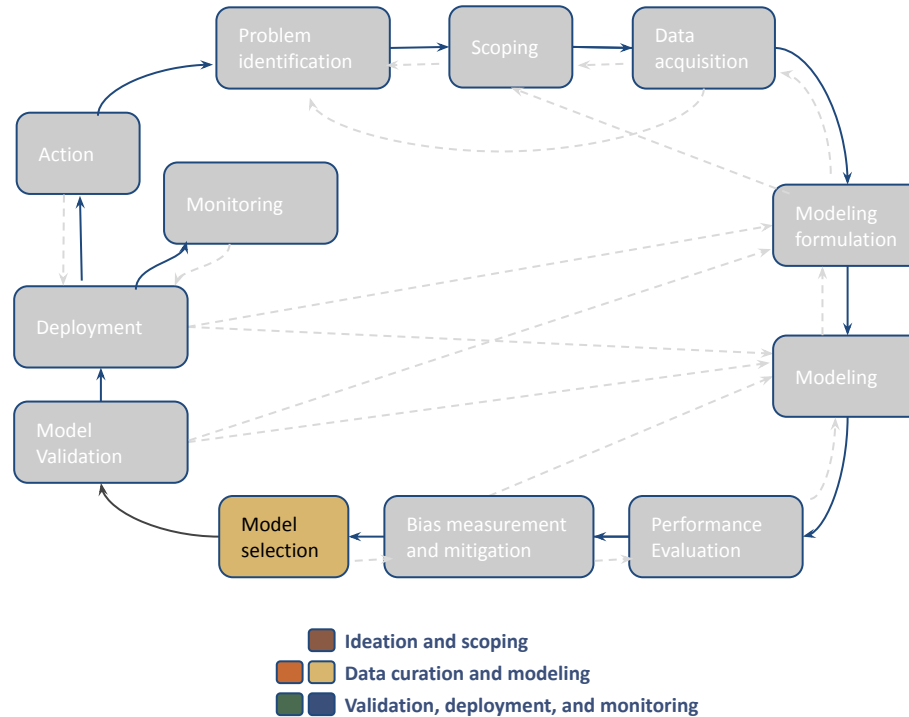 Problem
identification
Scoping
Data
acquisition
Action
Monitoring
Modeling
formulation
Deployment
Modeling
Model
Validation
Model
selection
Bias measurement
and mitigation
Performance
Evaluation
Ideation and scoping
Data curation and modeling
Validation, deployment, and monitoring